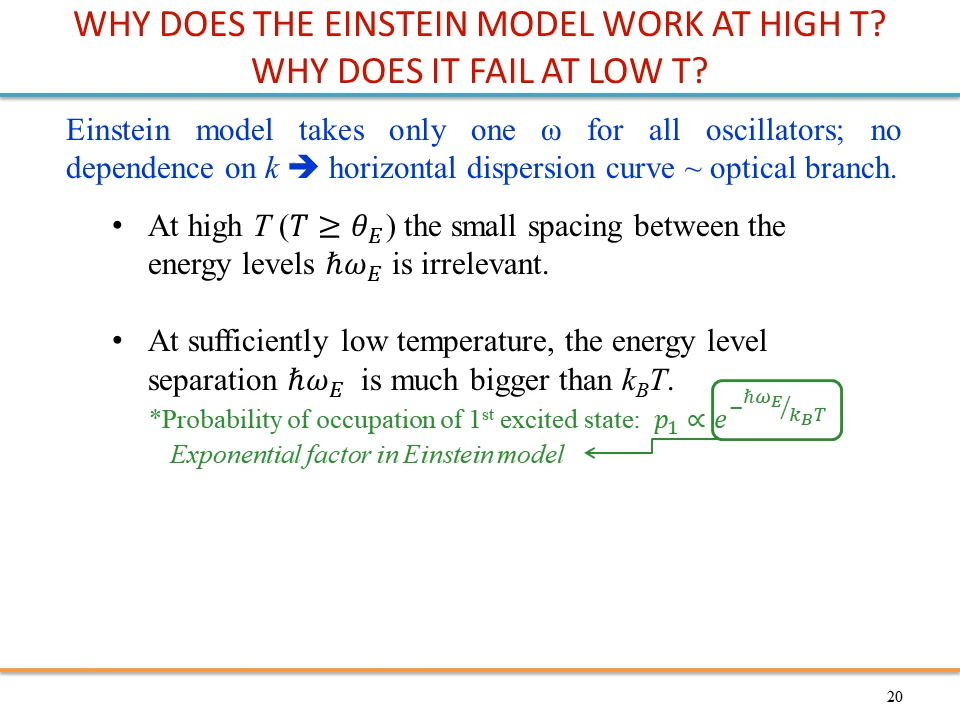 WHY DOES THE EINSTEIN MODEL WORK AT HIGH T?
WHY DOES IT FAIL AT LOW T?
Einstein model takes only one ω for all oscillators; no
dependence on k 🡺 horizontal dispersion curve ~ optical branch.
• At high T (T ≥ θ_E) the small spacing between the
energy levels ℏω_E is irrelevant.
• At sufficiently low temperature, the energy level
separation ℏω_E is much bigger than k_BT.
*Probability of occupation of 1st excited state: p_1 ∝ e^{−ℏω_E/k_BT}
Exponential factor in Einstein model
20